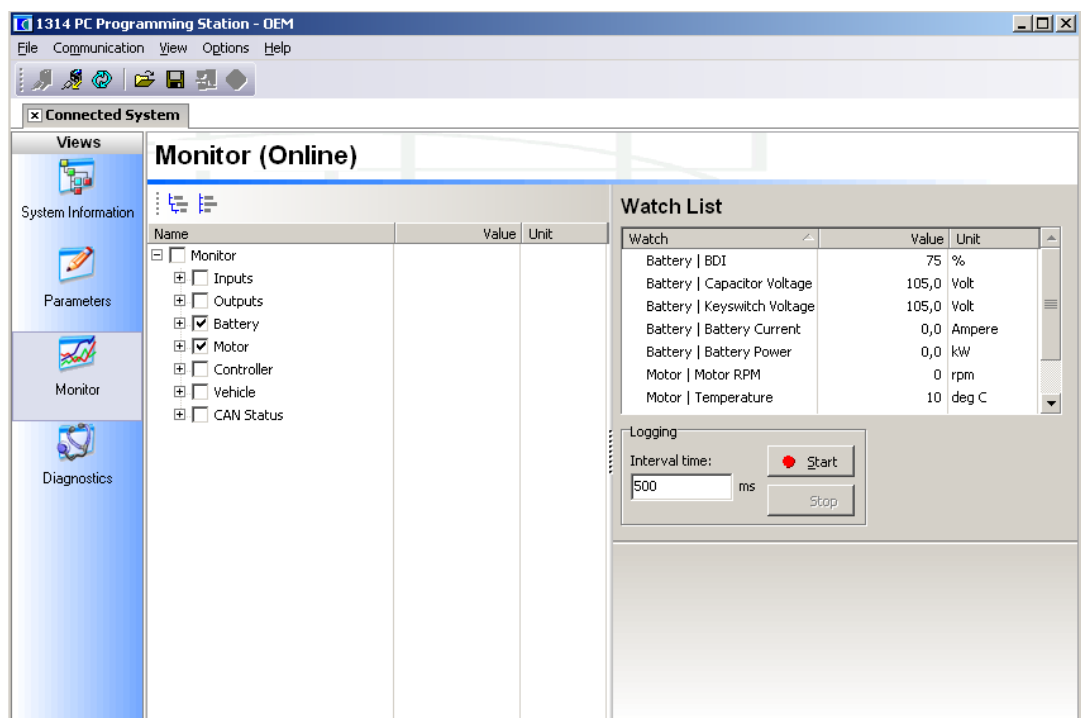 1314 PC Programming Station - OEM
File Communication View Options Help
Connected System
Views
System Information
Parameters
Monitor
Diagnostics
Monitor (Online)
Name Value Unit
Monitor
Inputs
Outputs
Battery
Motor
Controller
Vehicle
CAN Status
Watch List
Watch Value Unit
Battery | BDI 75 %
Battery | Capacitor Voltage 105,0 Volt
Battery | Keyswitch Voltage 105,0 Volt
Battery | Battery Current 0,0 Ampere
Battery | Battery Power 0,0 kW
Motor | Motor RPM 0 rpm
Motor | Temperature 10 deg C
Logging
Interval time:
500 ms
Start
Stop